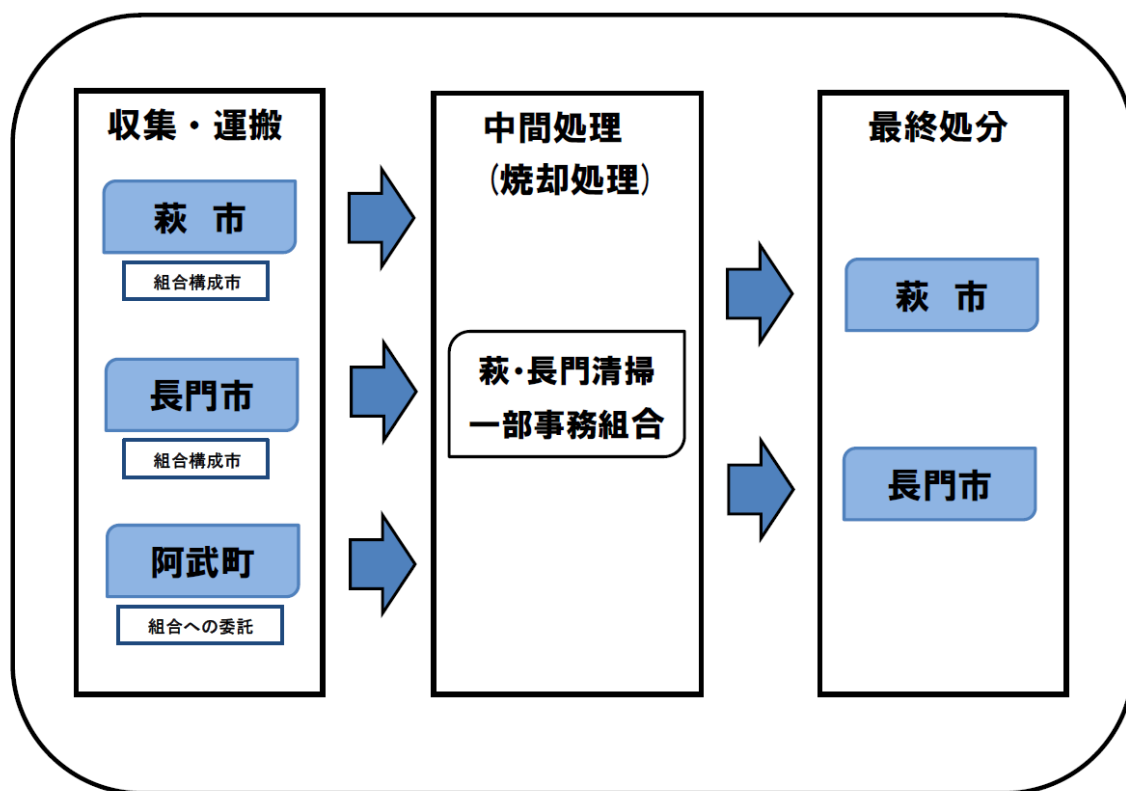 収集・運搬
萩 市
組合構成市
長門市
組合構成市
阿武町
組合への委託
中間処理
(焼却処理)
萩・長門清掃
一部事務組合
最終処分
萩 市
長門市